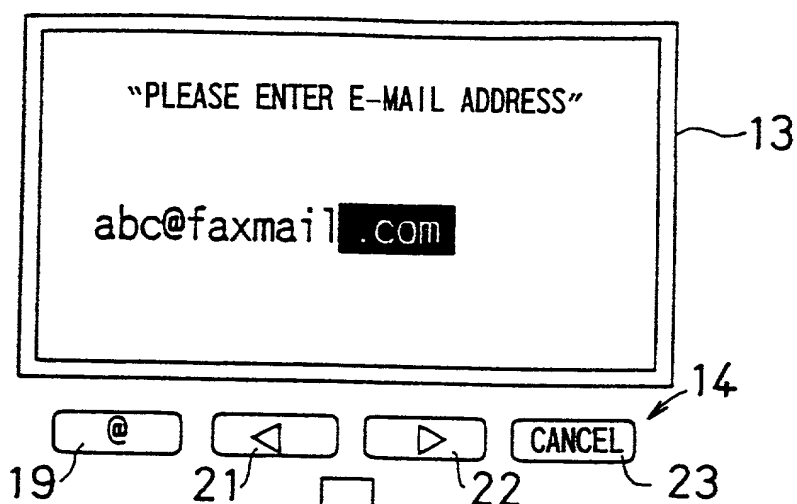 “PLEASE ENTER E-MAIL ADDRESS”
13
abc@faxmail.com
14
@ ◁ ▷ CANCEL
19 21 22 23